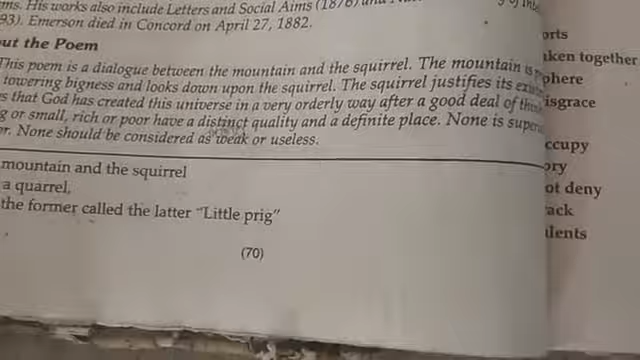 ms. His works also include Letters and Social Aims (1876) and
93). Emerson died in Concord on April 27, 1882.
ut the Poem
This poem is a dialogue between the mountain and the squirrel. The mountain is
towering bigness and looks down upon the squirrel. The squirrel justifies its
s that God has created this universe in a very orderly way after a good deal of
g or small, rich or poor have a distinct quality and a definite place. None is
r. None should be considered as weak or useless.
mountain and the squirrel
a quarrel,
the former called the latter "Little prig"
(70)
orts
ken together
phere
isgrace
ccupy
ory
ot deny
ack
lents